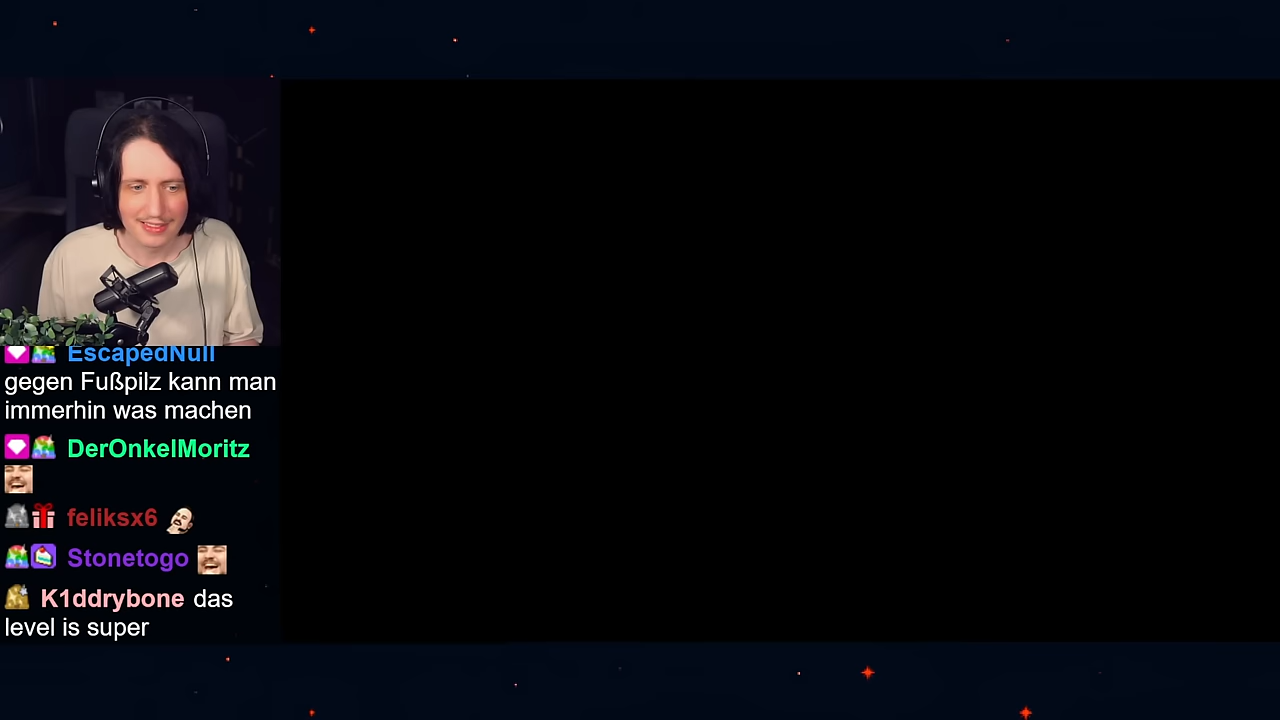 EscapedNull
gegen Fußpilz kann man
immerhin was machen
DerOnkelMoritz
feliksx6
Stonetogo
K1ddrybone das
level is super